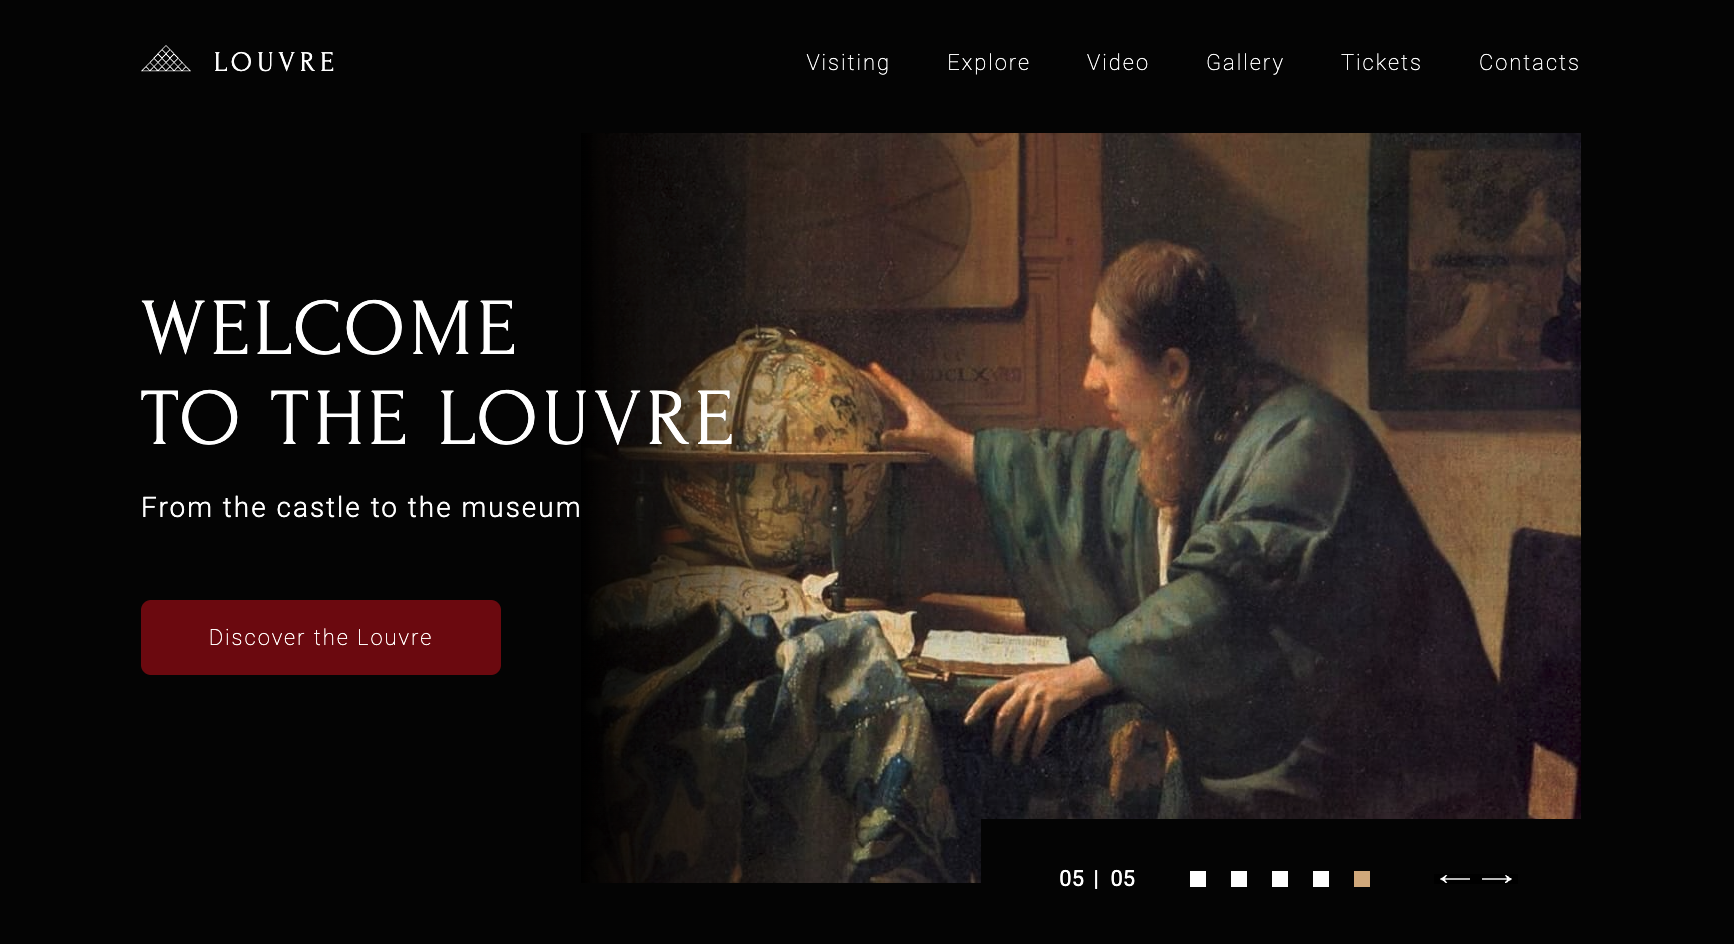 LOUVRE
Visiting Explore Video Gallery Tickets Contacts
WELCOME
TO THE LOUVRE
From the castle to the museum
Discover the Louvre
05 | 05